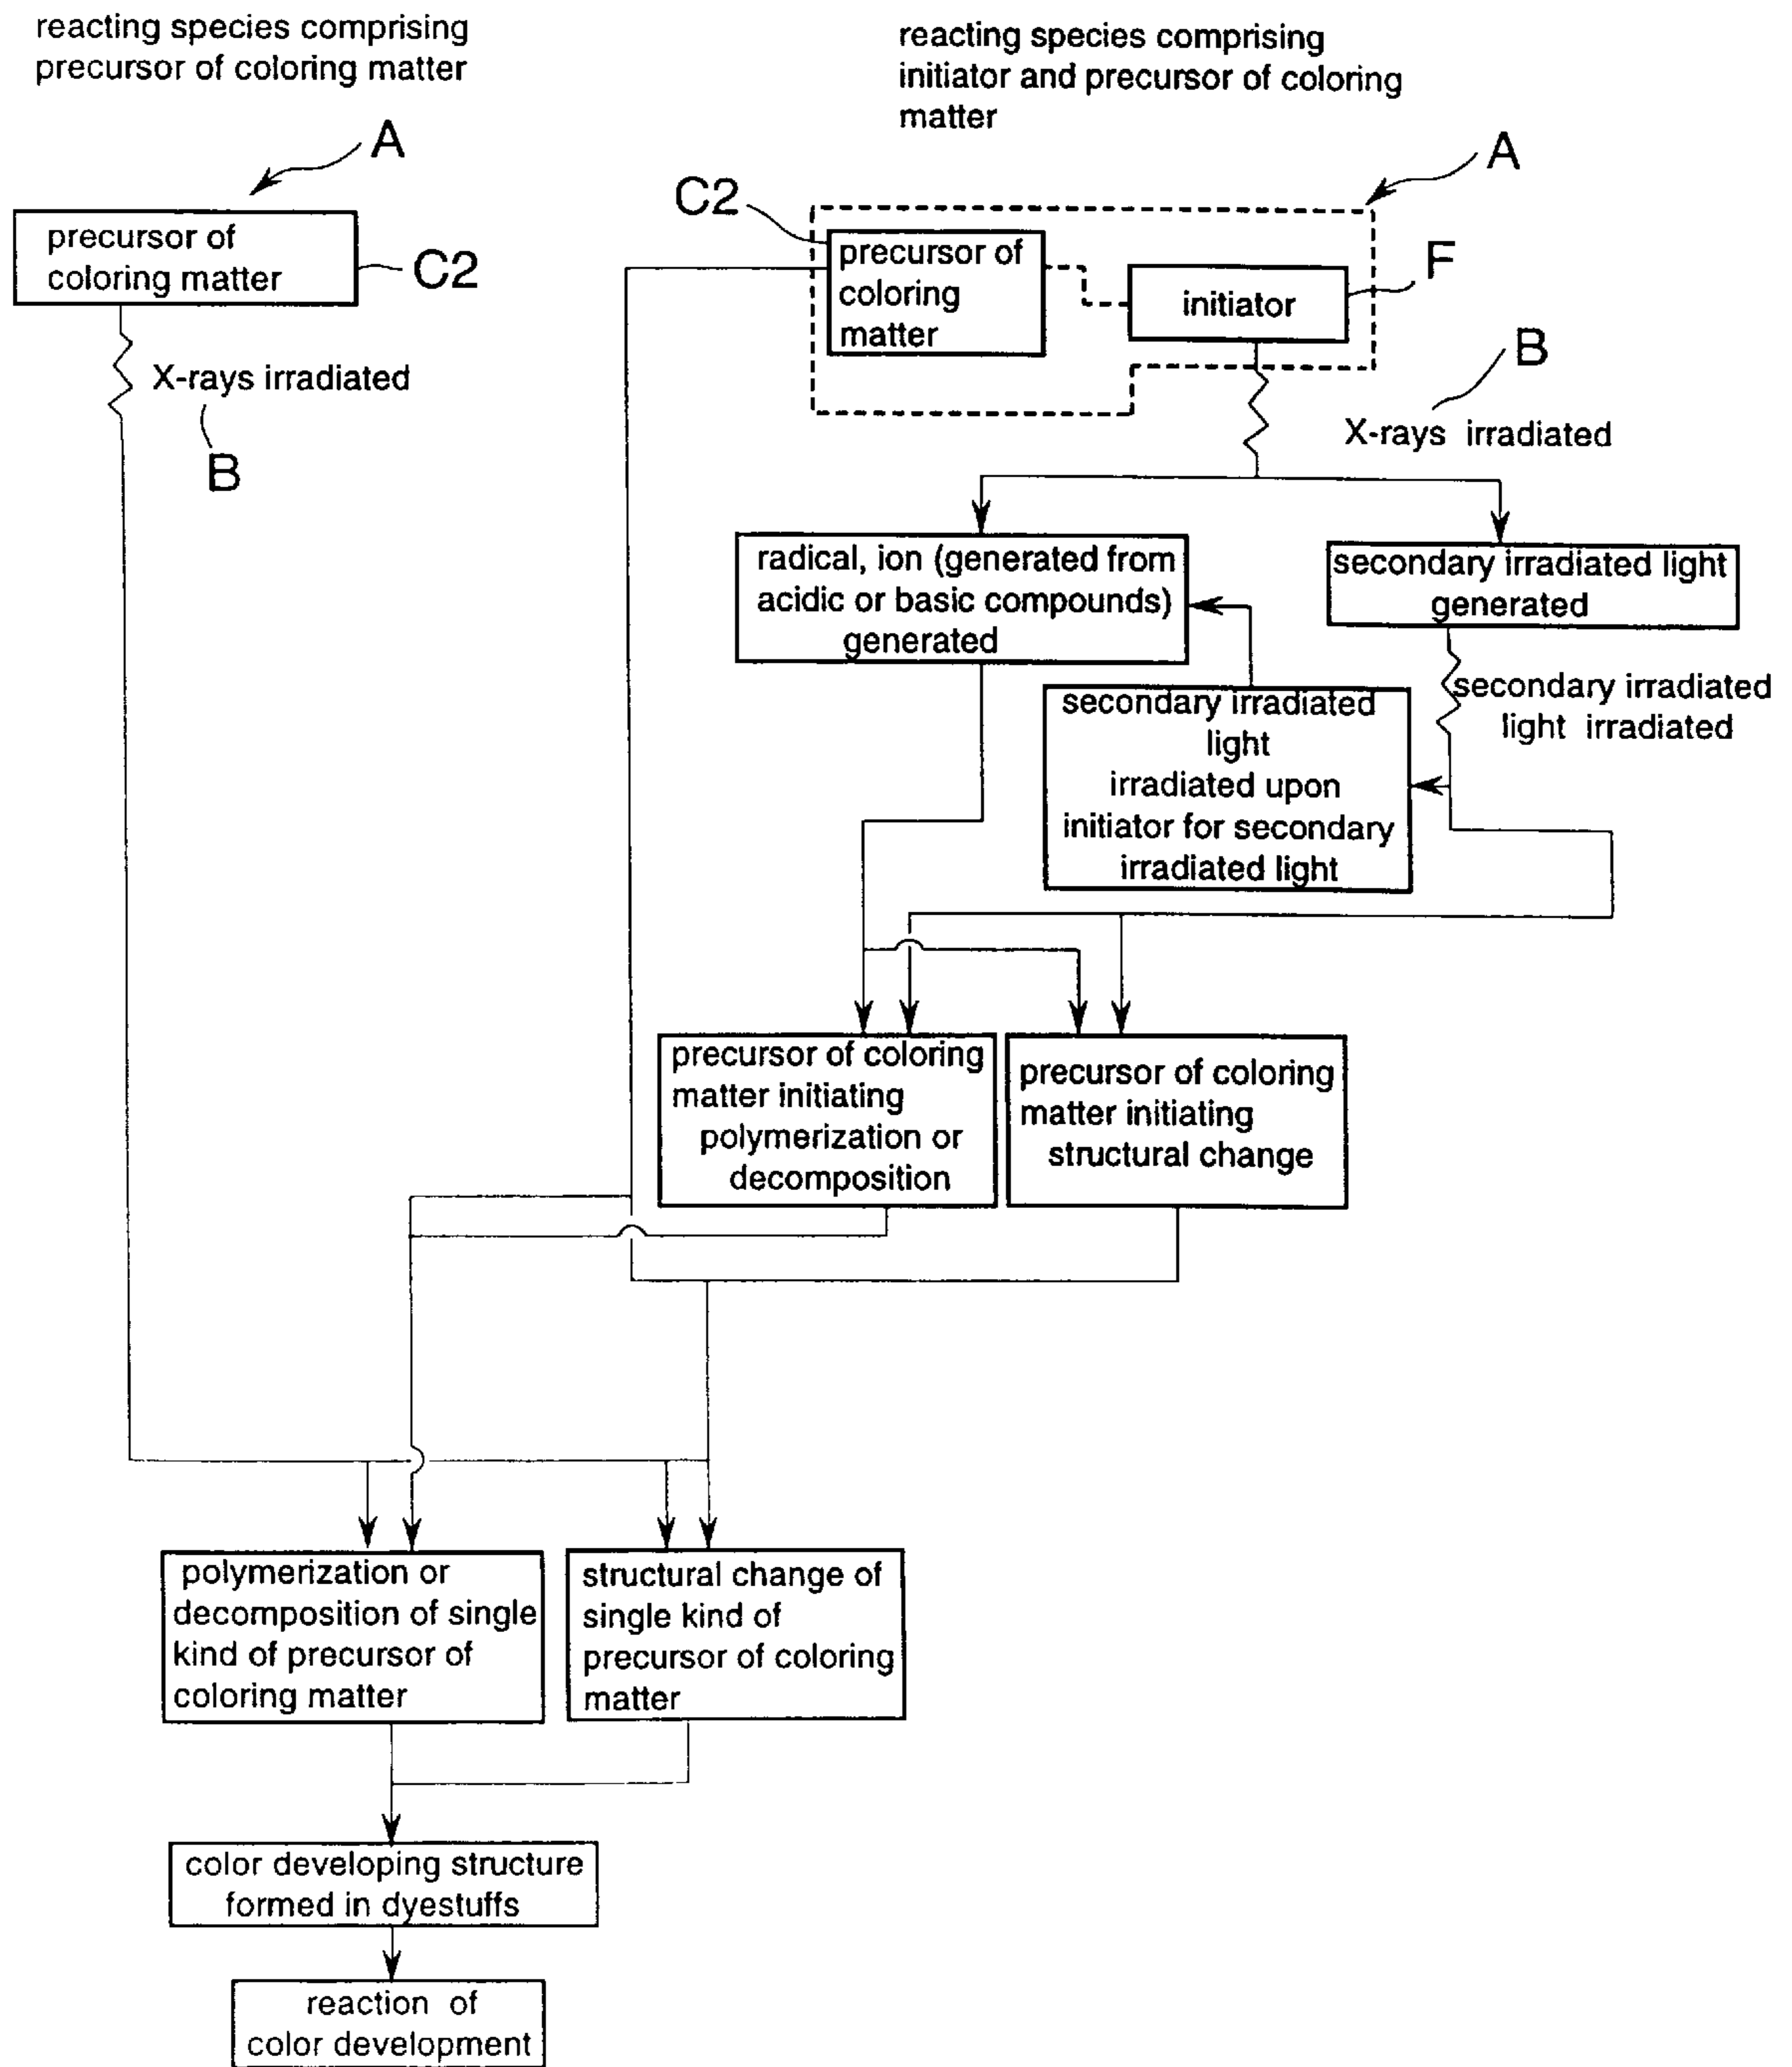 reacting species comprising
precursor of coloring matter
A
precursor of
coloring matter
C2
X-rays irradiated
B
reacting species comprising
initiator and precursor of coloring
matter
A
C2
precursor of
coloring
matter
initiator
F
B
X-rays irradiated
radical, ion (generated from
acidic or basic compounds)
generated
secondary irradiated light
generated
secondary irradiated
light irradiated
secondary irradiated
light
irradiated upon
initiator for secondary
irradiated light
precursor of coloring
matter initiating
polymerization or
decomposition
precursor of coloring
matter initiating
structural change
polymerization or
decomposition of single
kind of precursor of
coloring matter
structural change of
single kind of
precursor of coloring
matter
color developing structure
formed in dyestuffs
reaction of
color development